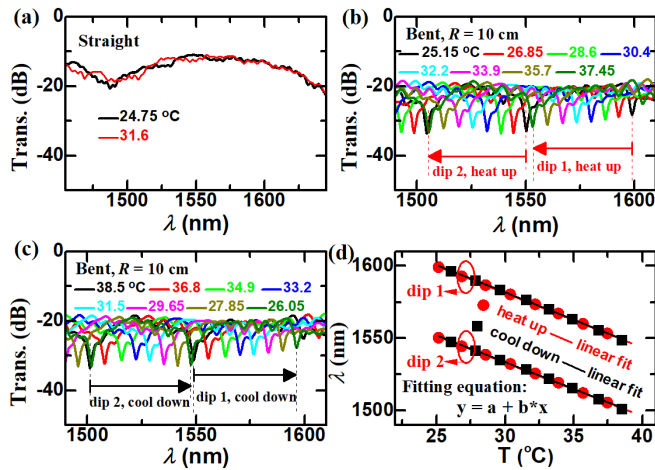 (a)
Straight
24.75 °C
31.6
Trans. (dB)
0
-20
-40
1500 1550 1600
λ (nm)
(b)
Bent, R = 10 cm
25.15 °C 26.85 28.6 30.4
32.2 33.9 35.7 37.45
Trans. (dB)
0
-20
-40
dip 2, heat up
dip 1, heat up
1500 1550 1600
λ (nm)
(c)
Bent, R = 10 cm
38.5 °C 36.8 34.9 33.2
31.5 29.65 27.85 26.05
Trans. (dB)
0
-20
-40
dip 2, cool down
dip 1, cool down
1500 1550 1600
λ (nm)
(d)
dip 1
heat up — linear fit
cool down — linear fit
dip 2
Fitting equation:
y = a + b*x
λ (nm)
1600
1550
1500
25 30 35 40
T (°C)